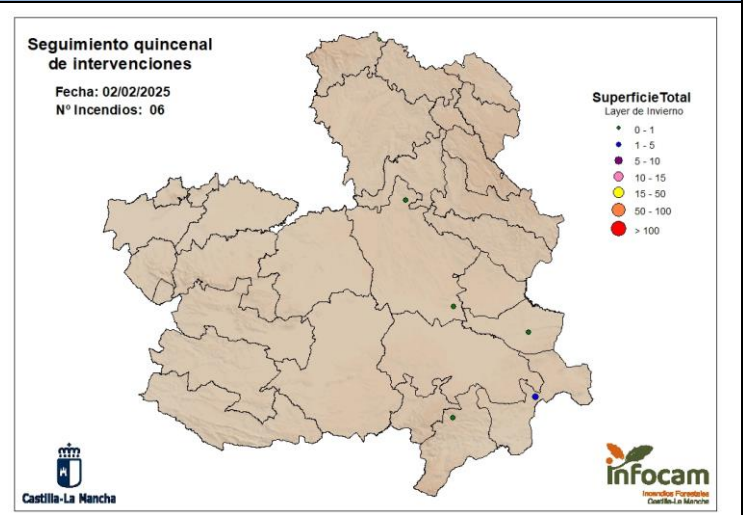 Seguimiento quincenal
de intervenciones
Fecha: 02/02/2025
Nº Incendios: 06
SuperficieTotal
Layer de Invierno
0 - 1
1 - 5
5 - 10
10 - 15
15 - 50
50 - 100
> 100
Castilla-La Mancha
infocam
Incendios Forestales
Castilla-La Mancha